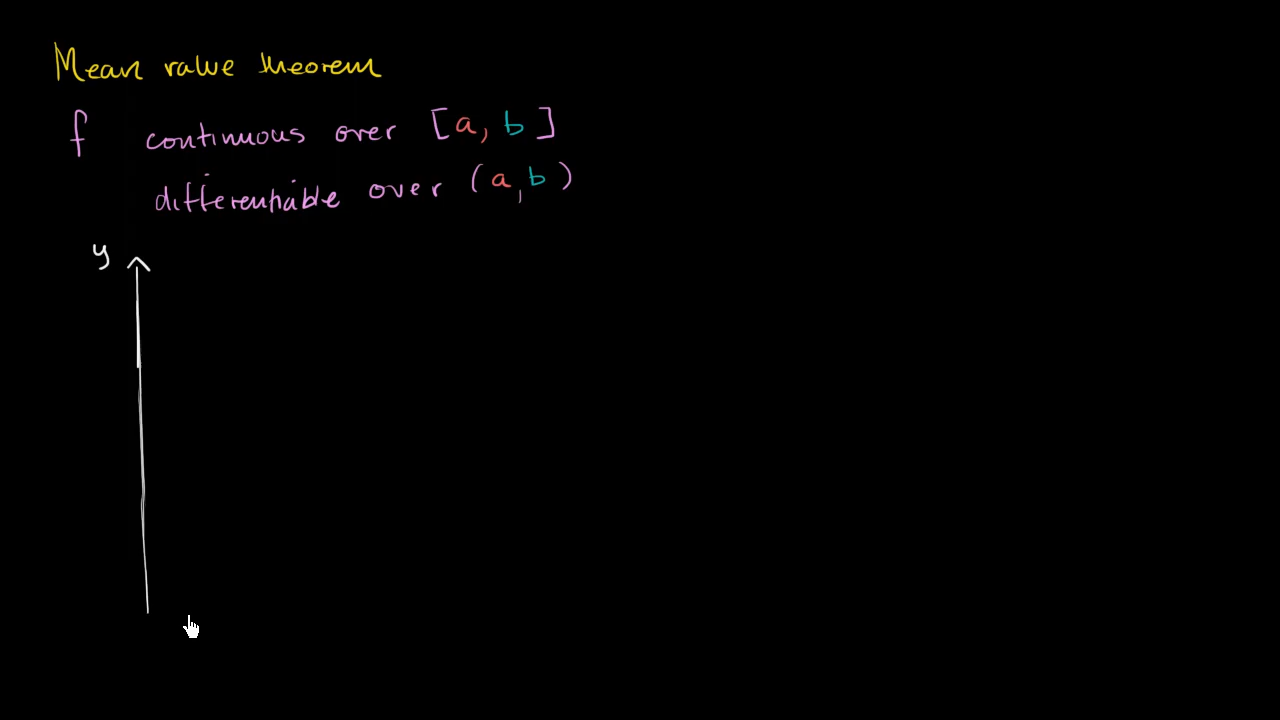 Mean value theorem
f continuous over [a, b]
differentiable over (a, b)
y